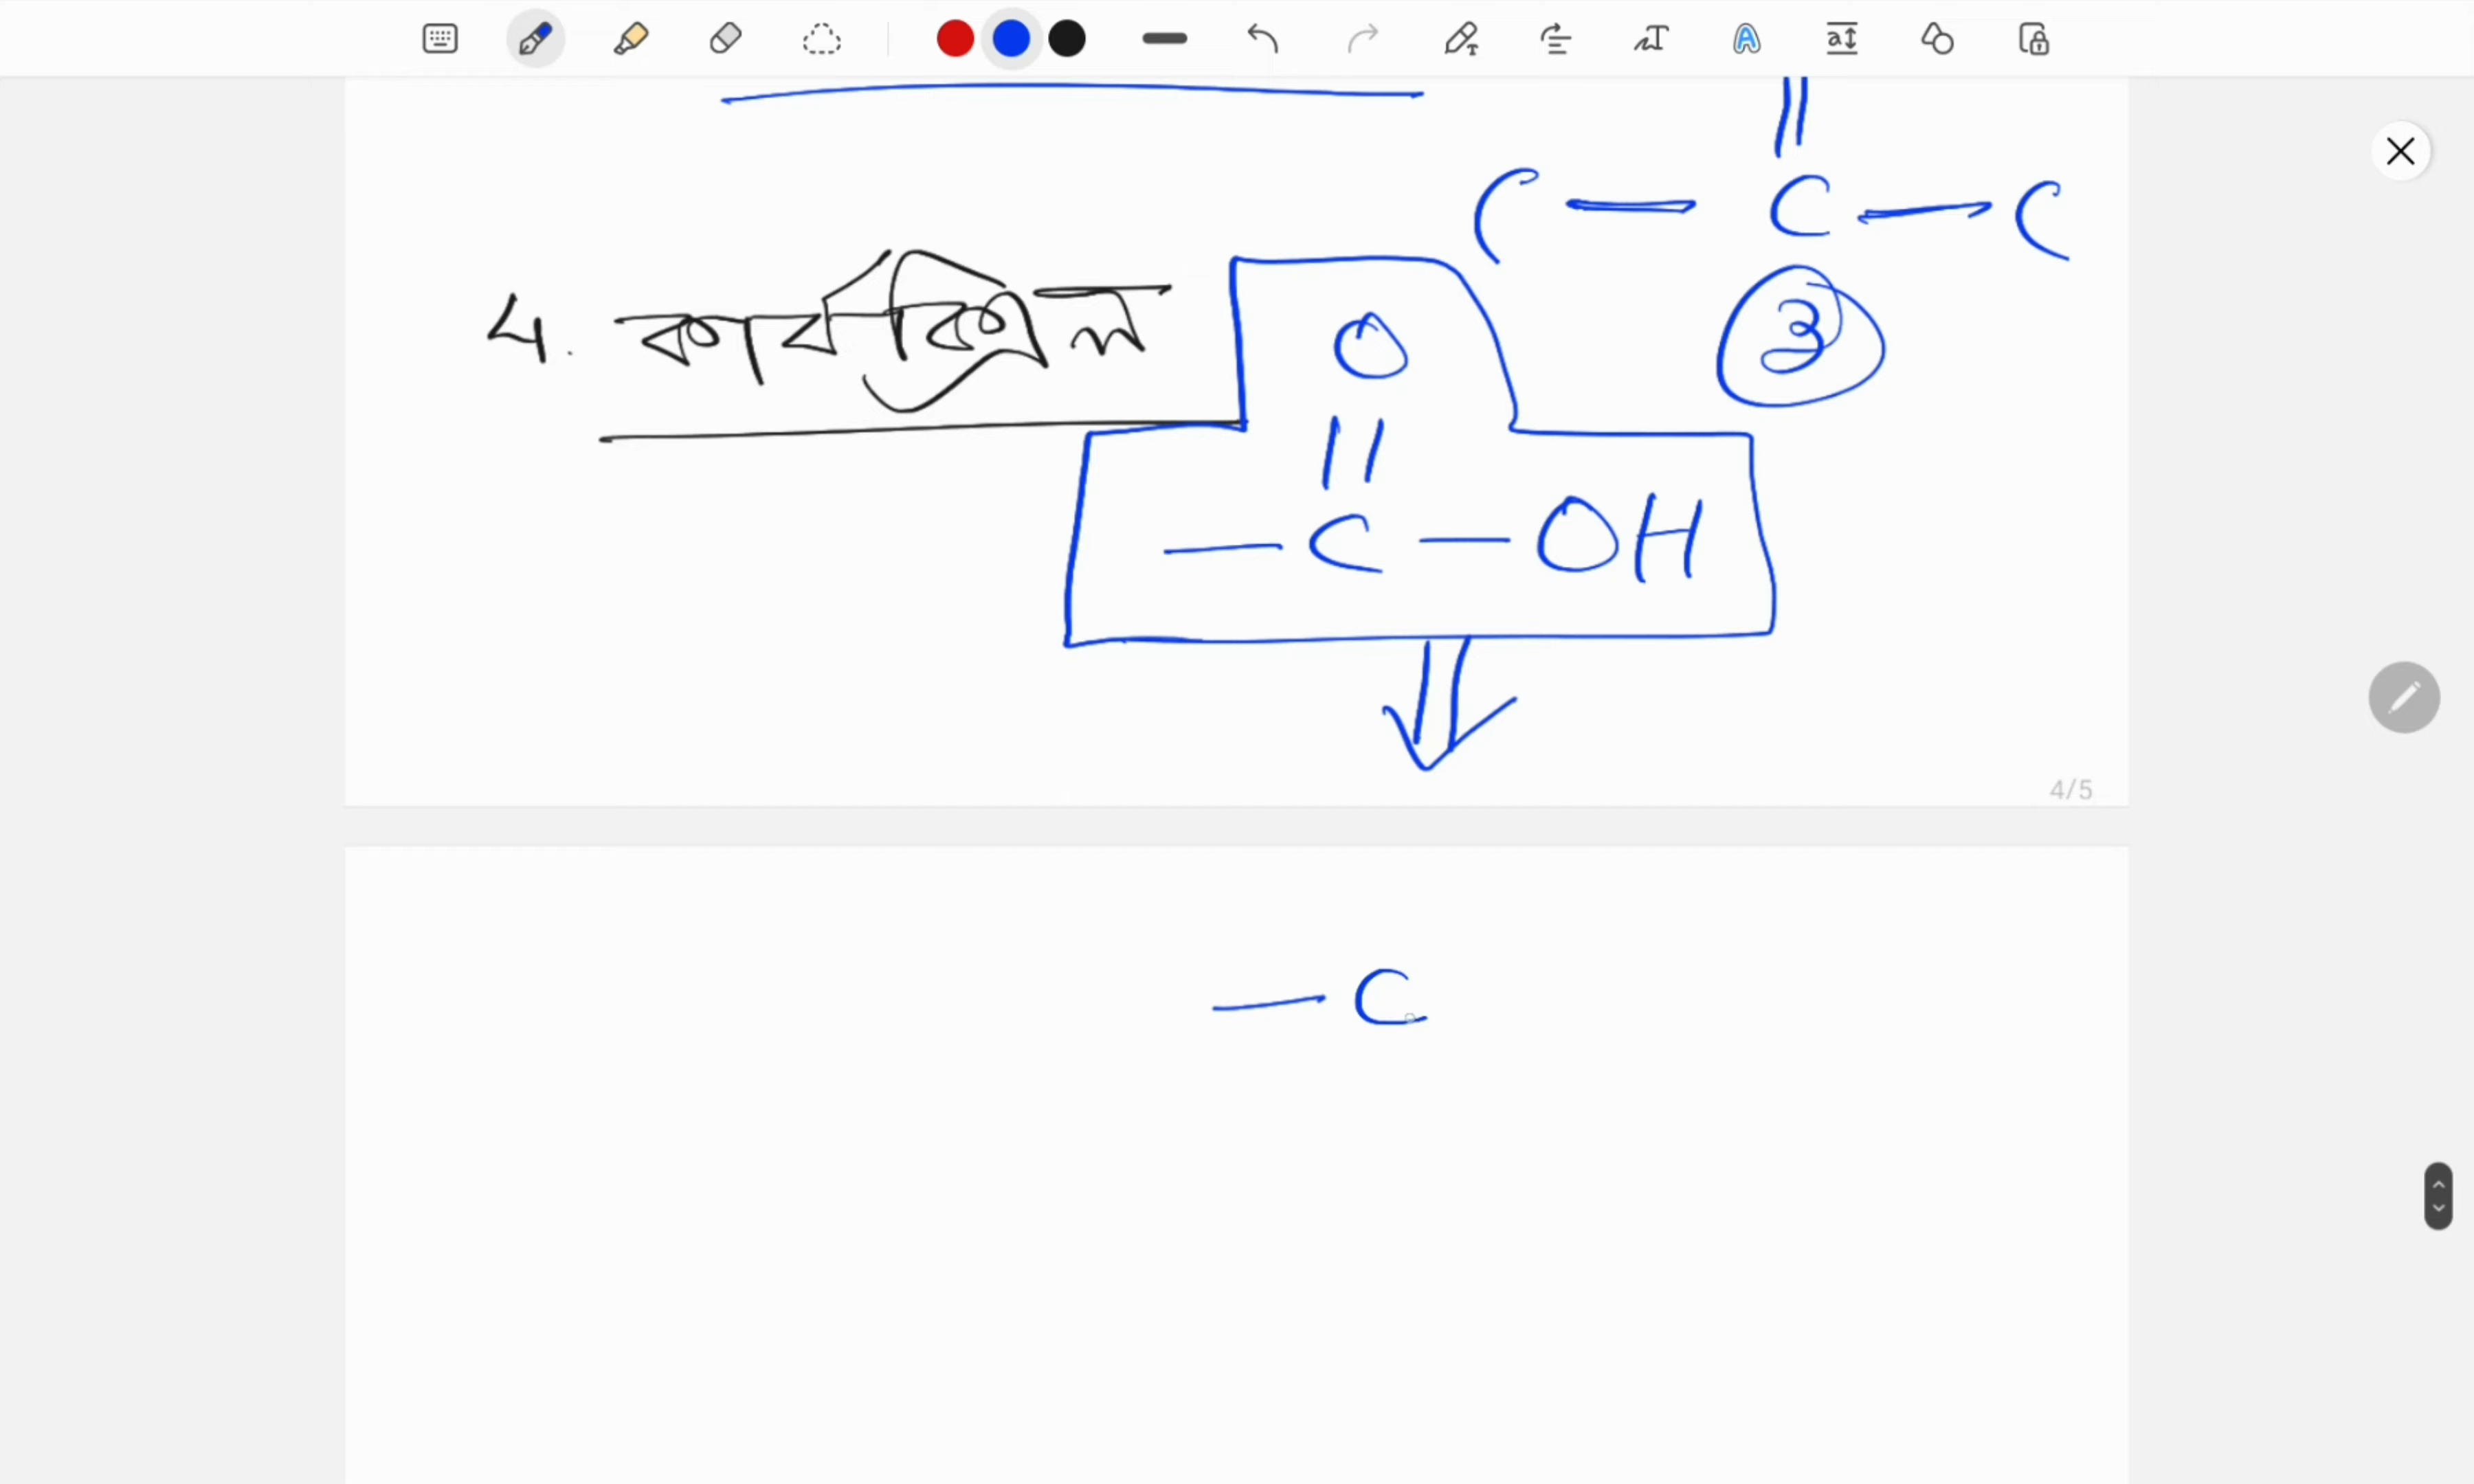 ||
C — C — C
3
4. কার্বক্সিল
O
||
— C — OH
4/5
— C